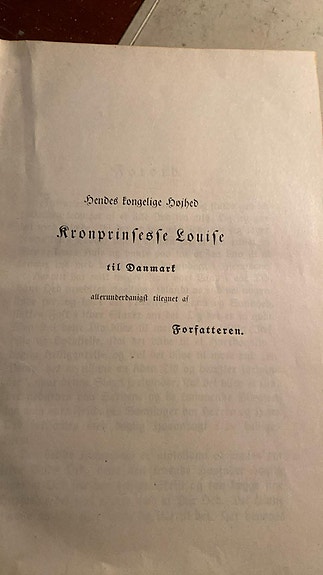 Hendes kongelige Højhed
Kronprinsesse Louise
til Danmark
allerunderdanigst tilegnet af
Forfatteren.